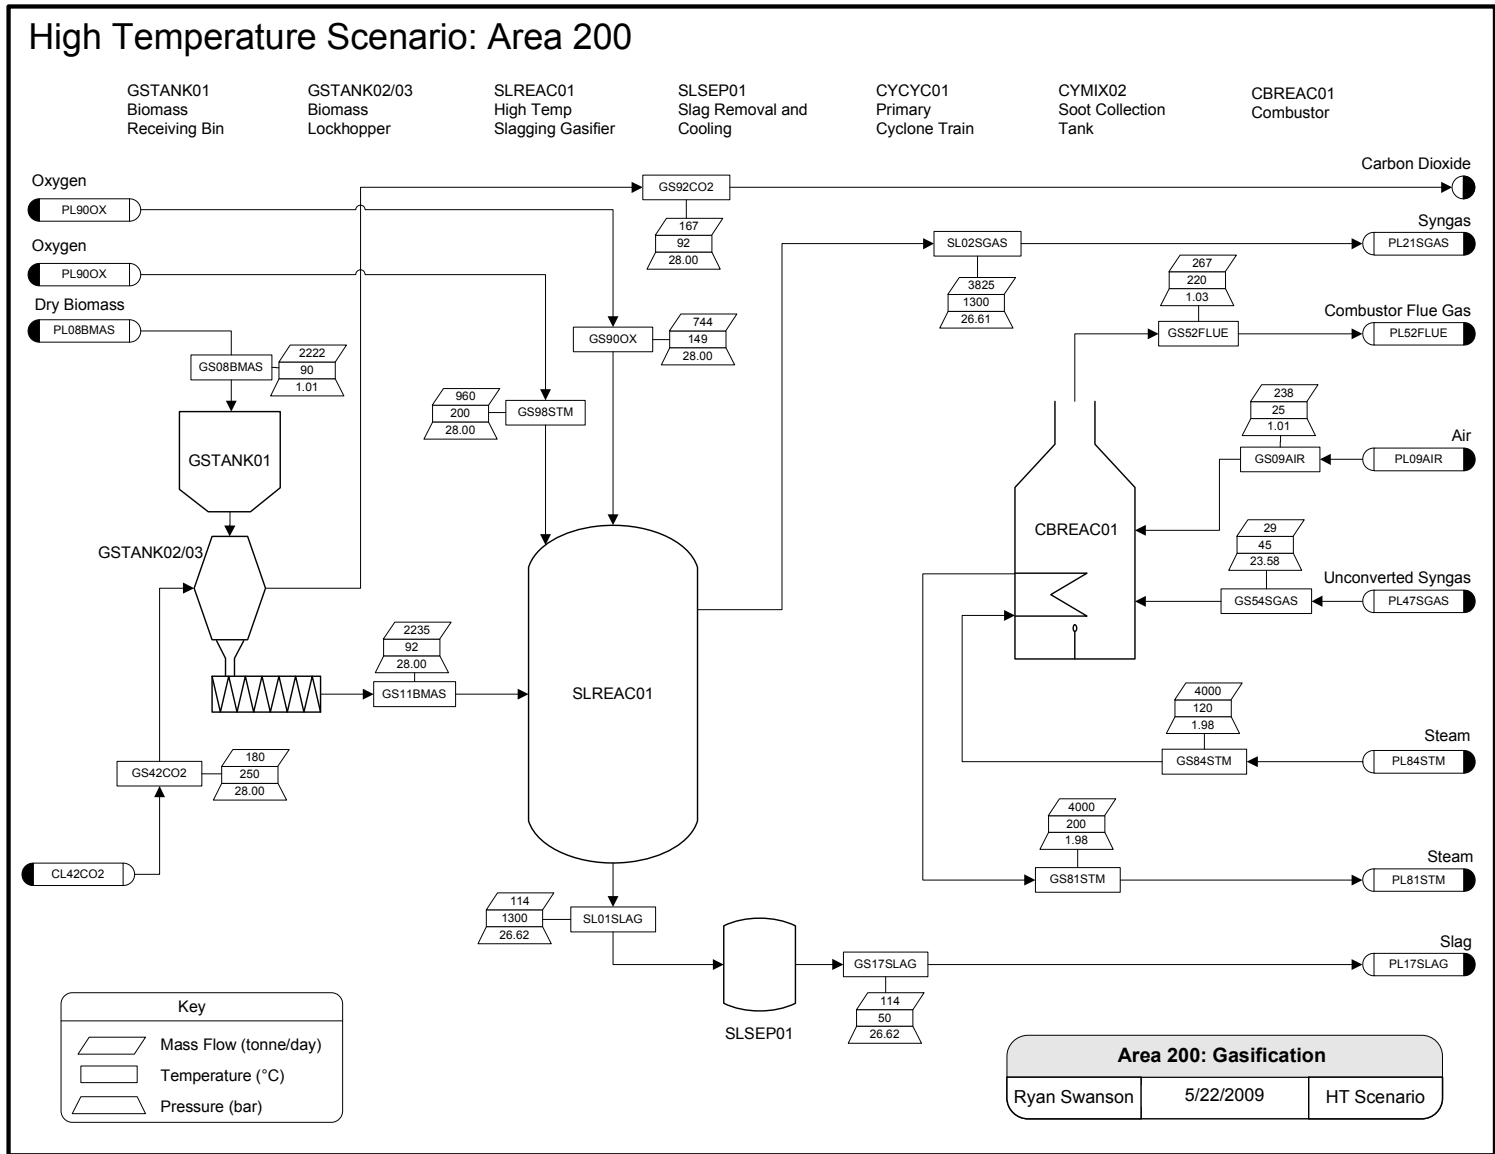 High Temperature Scenario: Area 200
GSTANK01
Biomass
Receiving Bin
GSTANK02/03
Biomass
Lockhopper
SLREAC01
High Temp
Slagging Gasifier
SLSEP01
Slag Removal and
Cooling
CYCYC01
Primary
Cyclone Train
CYMIX02
Soot Collection
Tank
CBREAC01
Combustor
Oxygen
PL90OX
Oxygen
PL90OX
Dry Biomass
PL08BMAS
GS08BMAS
2222
90
1.01
GSTANK01
GSTANK02/03
GS42CO2
180
250
28.00
CL42CO2
GS11BMAS
2235
92
28.00
GS98STM
960
200
28.00
GS90OX
744
149
28.00
GS92CO2
167
92
28.00
Carbon Dioxide
SL02SGAS
3825
1300
26.61
Syngas
PL21SGAS
267
220
1.03
GS52FLUE
Combustor Flue Gas
PL52FLUE
238
25
1.01
GS09AIR
Air
PL09AIR
CBREAC01
29
45
23.58
GS54SGAS
Unconverted Syngas
PL47SGAS
SLREAC01
4000
120
1.98
GS84STM
Steam
PL84STM
4000
200
1.98
GS81STM
Steam
PL81STM
114
1300
26.62
SL01SLAG
SLSEP01
GS17SLAG
114
50
26.62
Slag
PL17SLAG
Key
Mass Flow (tonne/day)
Temperature (°C)
Pressure (bar)
Area 200: Gasification
Ryan Swanson
5/22/2009
HT Scenario